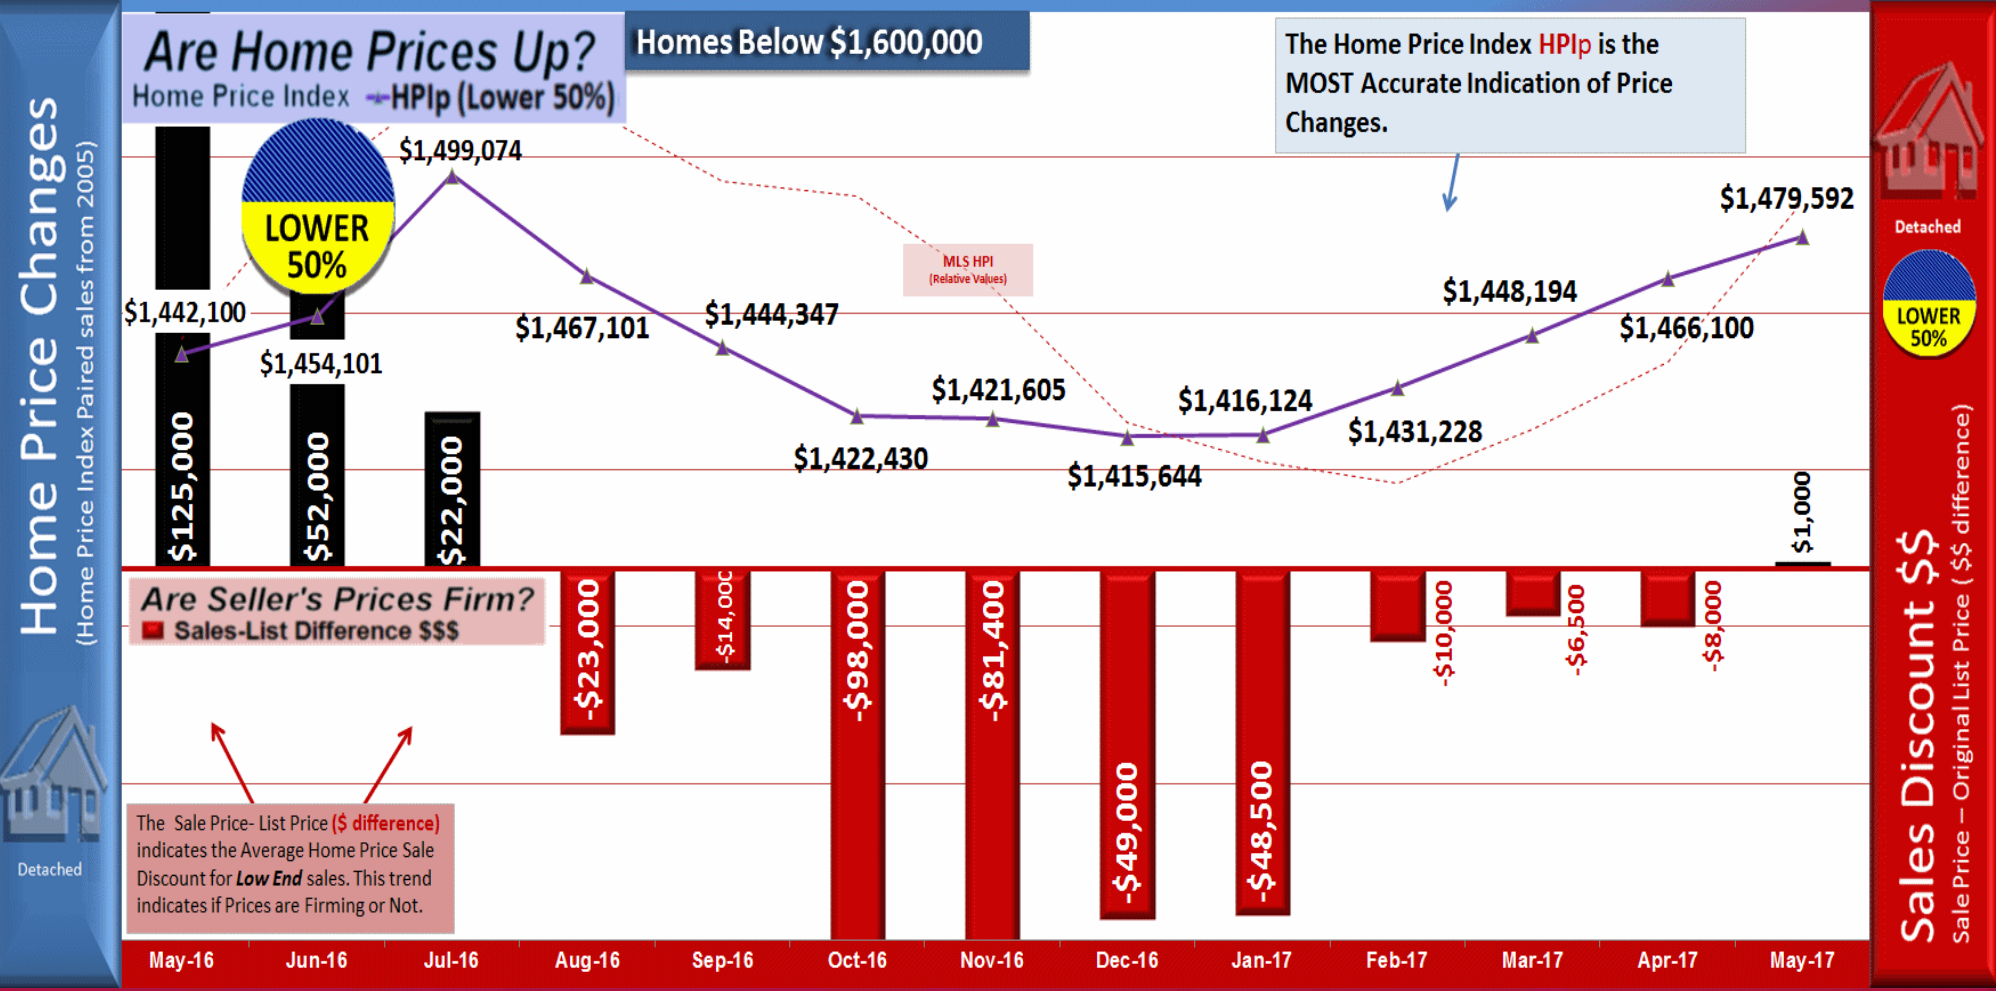 Home Price Changes
(Home Price Index Paired sales from 2005)
Detached
Are Home Prices Up?
Home Price Index HPIp (Lower 50%)
Homes Below $1,600,000
The Home Price Index HPIp is the
MOST Accurate Indication of Price
Changes.
LOWER
50%
MLS HPI
(Relative Values)
$1,442,100
$1,454,101
$1,499,074
$1,467,101
$1,444,347
$1,422,430
$1,421,605
$1,415,644
$1,416,124
$1,431,228
$1,448,194
$1,466,100
$1,479,592
$125,000
$52,000
$22,000
-$23,000
-$14,000
-$98,000
-$81,400
-$49,000
-$48,500
-$10,000
-$6,500
-$8,000
$1,000
Are Seller's Prices Firm?
Sales-List Difference $$$
The Sale Price- List Price ($ difference)
indicates the Average Home Price Sale
Discount for Low End sales. This trend
indicates if Prices are Firming or Not.
May-16
Jun-16
Jul-16
Aug-16
Sep-16
Oct-16
Nov-16
Dec-16
Jan-17
Feb-17
Mar-17
Apr-17
May-17
Detached
LOWER
50%
Sales Discount $$
Sale Price – Original List Price ( $$ difference)